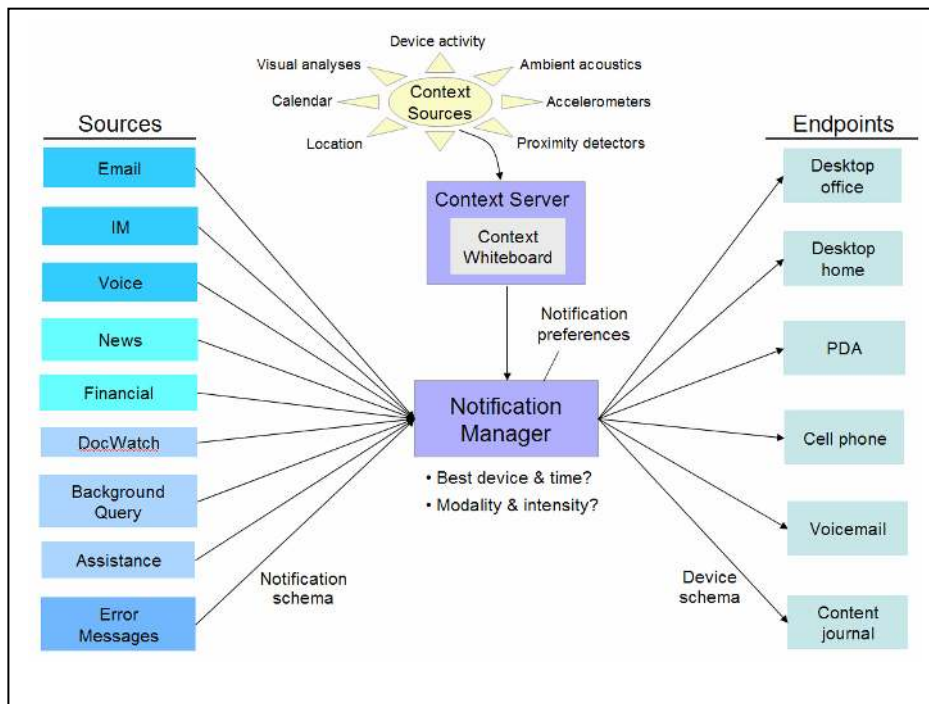 Device activity
Visual analyses
Ambient acoustics
Calendar
Context
Sources
Accelerometers
Location
Proximity detectors
Sources
Email
IM
Voice
News
Financial
DocWatch
Background
Query
Assistance
Error
Messages
Notification
schema
Context Server
Context
Whiteboard
Notification
preferences
Notification
Manager
• Best device & time?
• Modality & intensity?
Device
schema
Endpoints
Desktop
office
Desktop
home
PDA
Cell phone
Voicemail
Content
journal